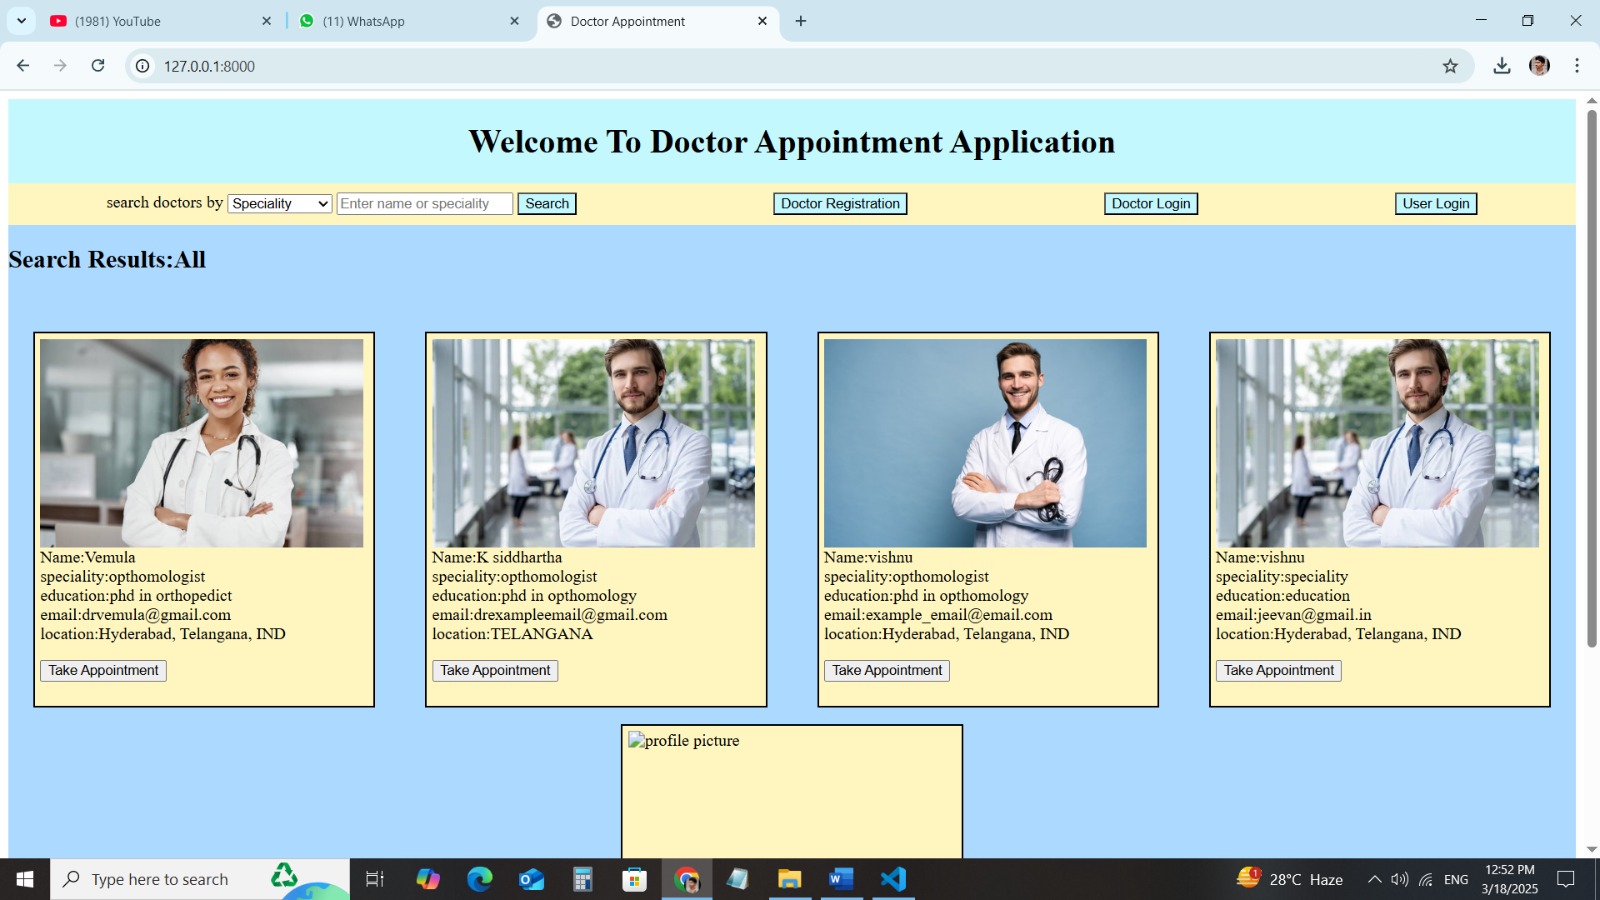 (1981) YouTube
(11) WhatsApp
Doctor Appointment
127.0.0.1:8000
Welcome To Doctor Appointment Application
search doctors by Speciality Enter name or speciality Search Doctor Registration Doctor Login User Login
Search Results:All
Name:Vemula
speciality:opthomologist
education:phd in orthopedict
email:drvemula@gmail.com
location:Hyderabad, Telangana, IND
Take Appointment
Name:K siddhartha
speciality:opthomologist
education:phd in opthomology
email:drexampleemail@gmail.com
location:TELANGANA
Take Appointment
Name:vishnu
speciality:opthomologist
education:phd in opthomology
email:example_email@email.com
location:Hyderabad, Telangana, IND
Take Appointment
Name:vishnu
speciality:speciality
education:education
email:jeevan@gmail.in
location:Hyderabad, Telangana, IND
Take Appointment
profile picture
Type here to search
1
28°C Haze
ENG
12:52 PM
3/18/2025